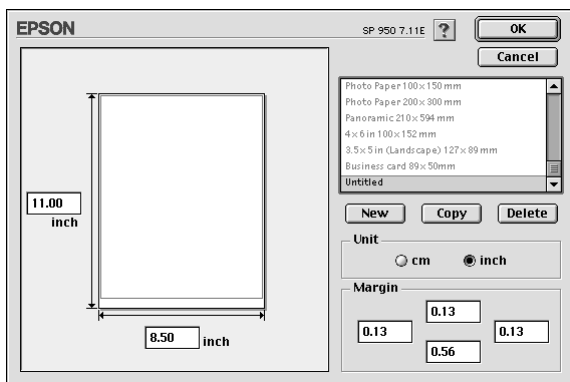 EPSON
SP 950 7.11E
?
OK
Cancel
Photo Paper 100×150 mm
Photo Paper 200×300 mm
Panoramic 210×594 mm
4×6 in 100×152 mm
3.5×5 in (Landscape) 127×89 mm
Business card 89×50mm
Untitled
New
Copy
Delete
11.00
inch
8.50
inch
Unit
cm
inch
Margin
0.13
0.13
0.13
0.56